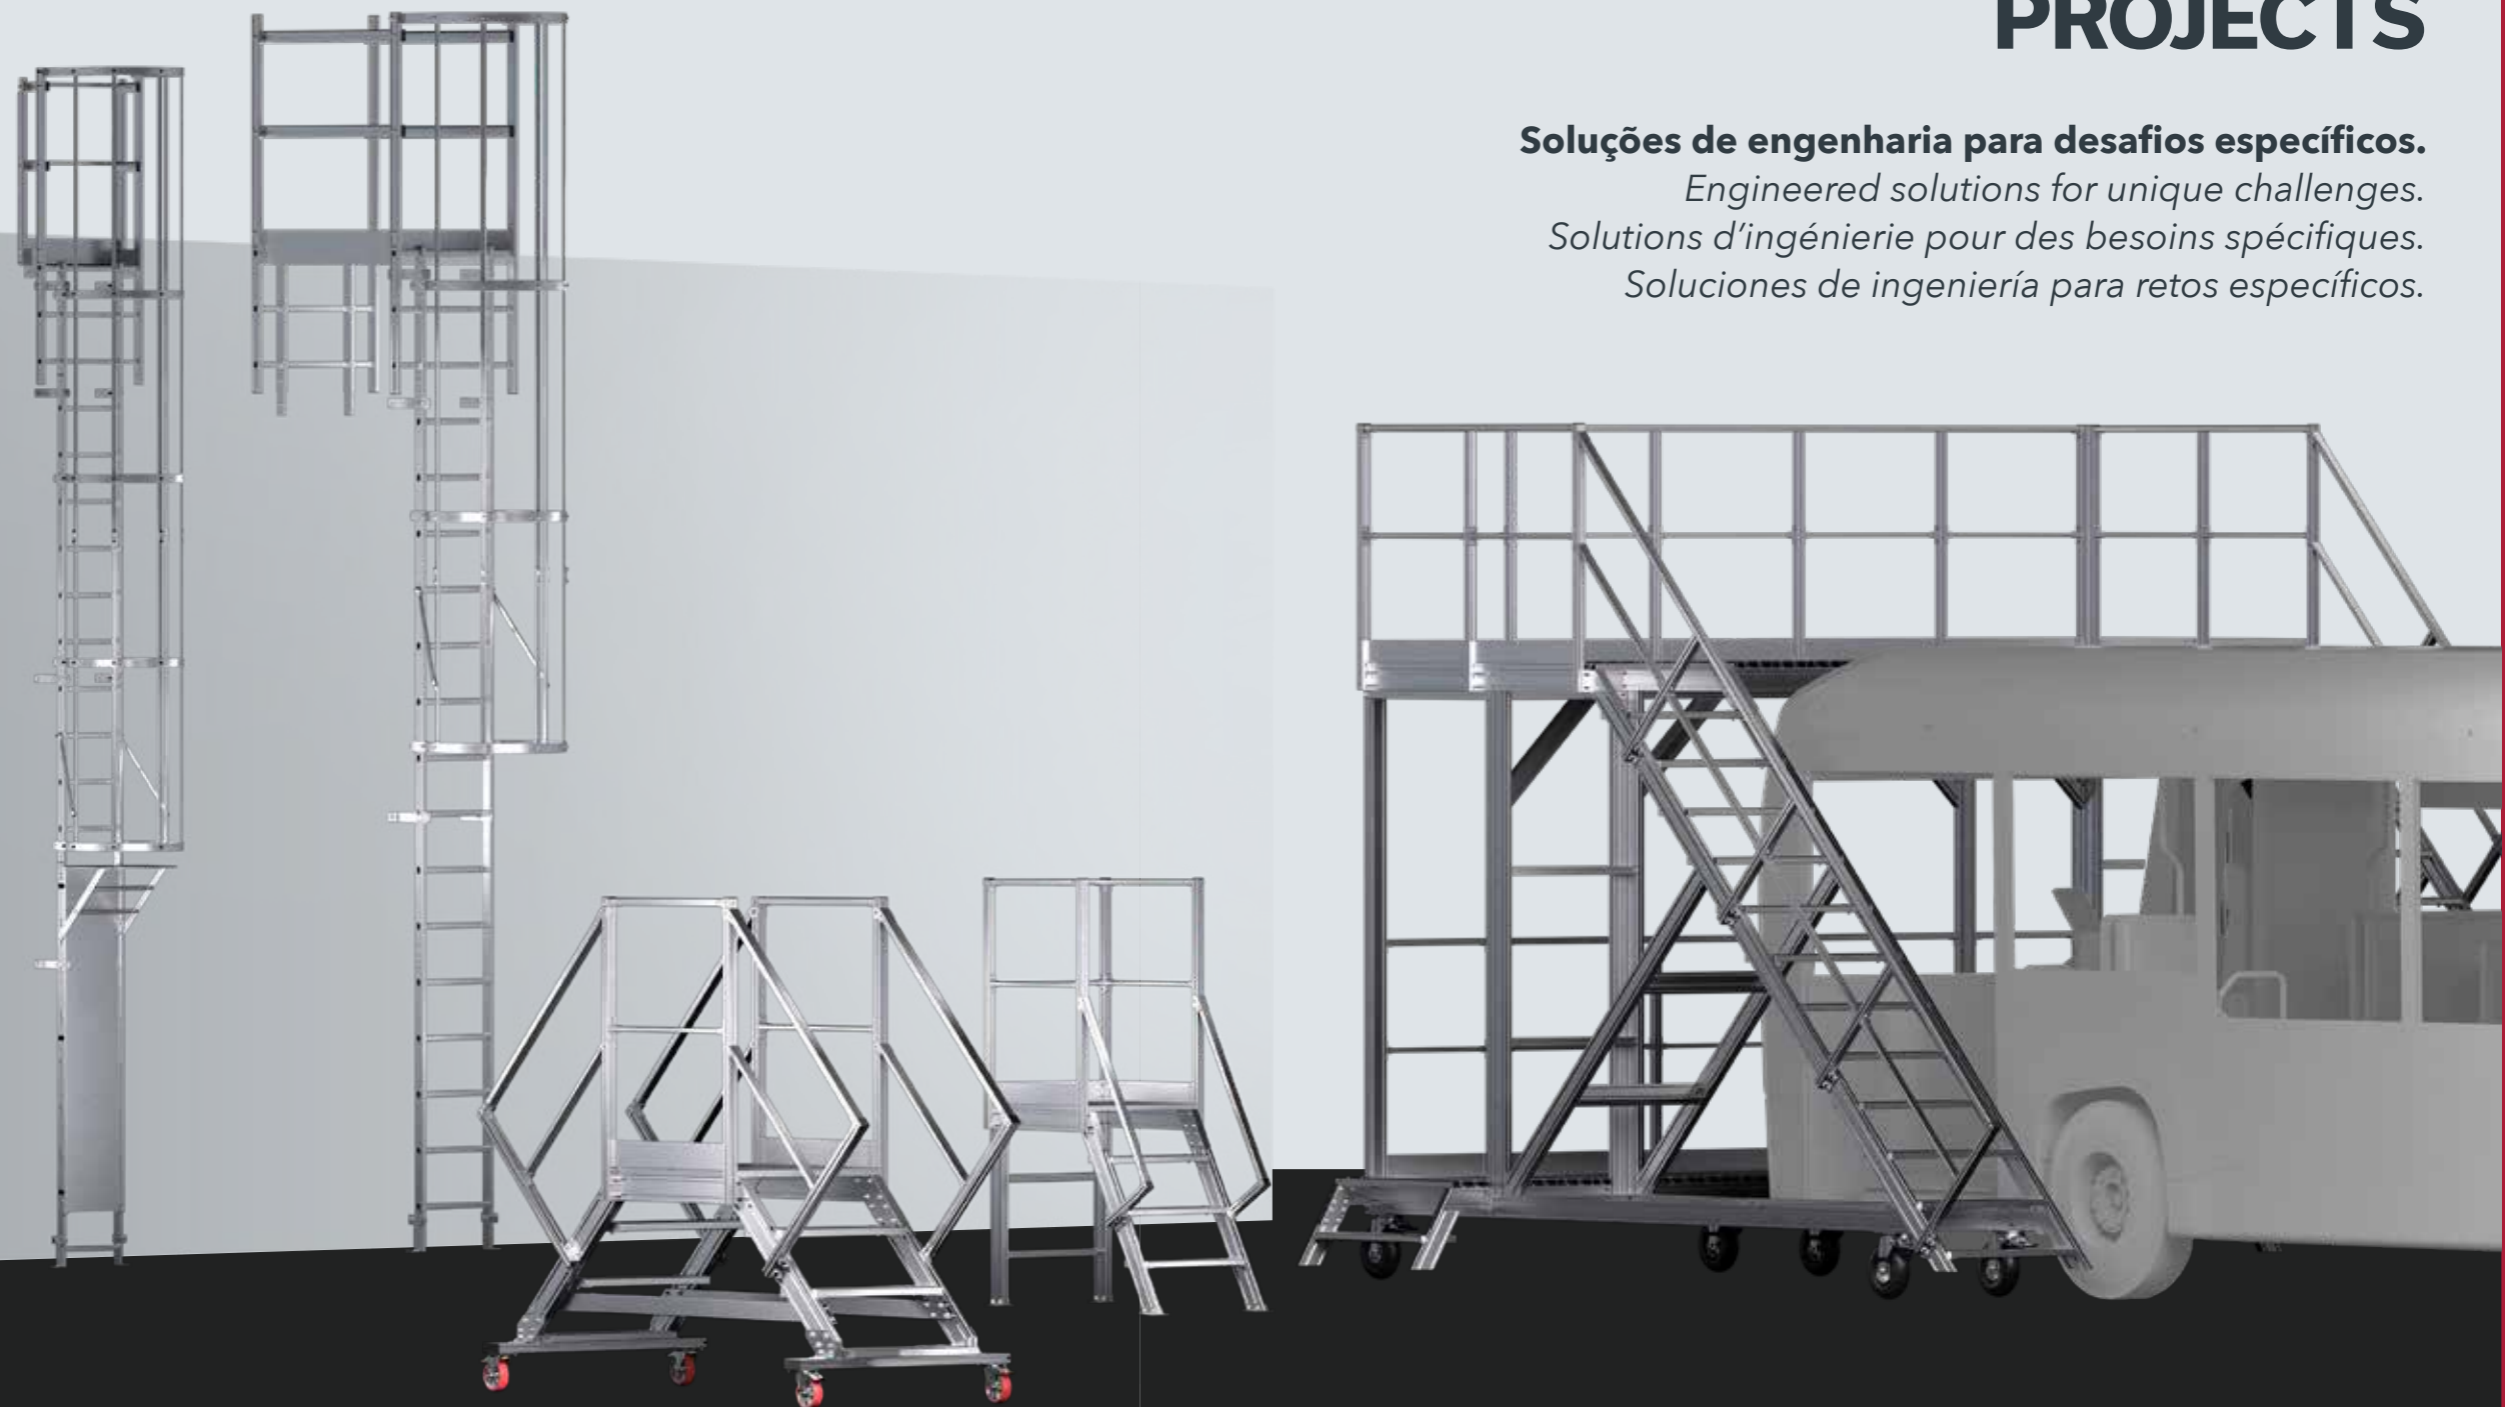 PROJECTS
Soluções de engenharia para desafios específicos.
Engineered solutions for unique challenges.
Solutions d’ingénierie pour des besoins spécifiques.
Soluciones de ingeniería para retos específicos.